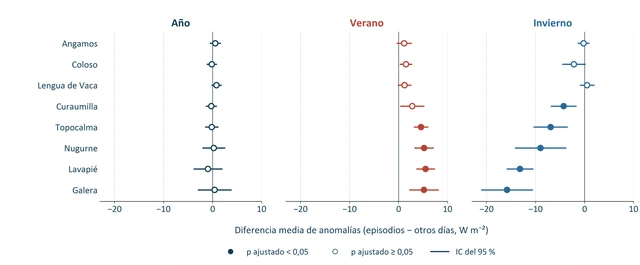 Año Verano Invierno
Angamos
Coloso
Lengua de Vaca
Curaumilla
Topocalma
Nugurne
Lavapié
Galera
−20 −10 0 10 −20 −10 0 10 −20 −10 0 10
Diferencia media de anomalías (episodios − otros días, W m⁻²)
p ajustado < 0,05 p ajustado ≥ 0,05 IC del 95 %